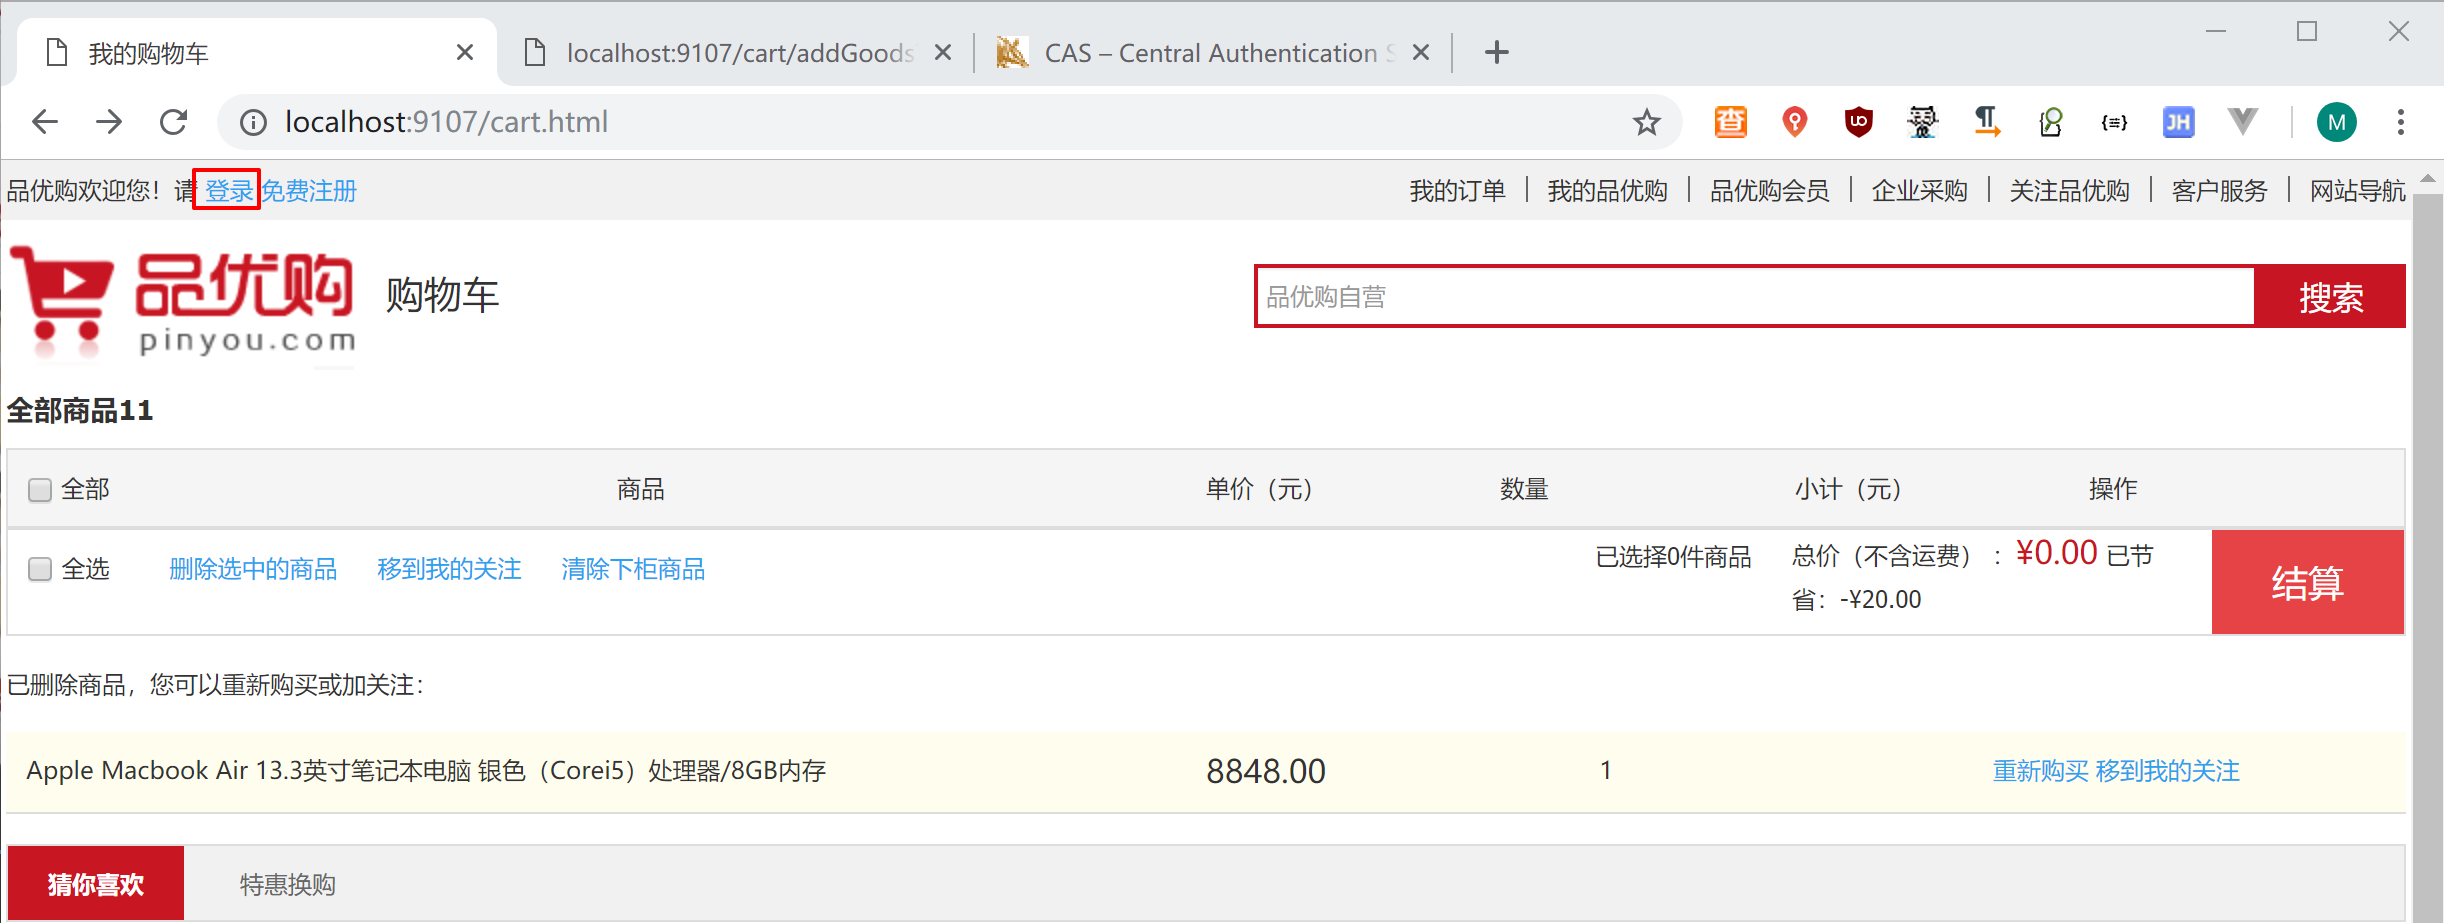 我的购物车
localhost:9107/cart/addGoods
CAS – Central Authentication S
localhost:9107/cart.html
查
JH
M
品优购欢迎您！请 登录 免费注册
我的订单 我的品优购 品优购会员 企业采购 关注品优购 客户服务 网站导航
品优购
pinyou.com
购物车
品优购自营
搜索
全部商品11
全部 商品 单价（元） 数量 小计（元） 操作
全选 删除选中的商品 移到我的关注 清除下柜商品 已选择0件商品 总价（不含运费） ： ¥0.00 已节
省：-¥20.00
结算
已删除商品，您可以重新购买或加关注：
Apple Macbook Air 13.3英寸笔记本电脑 银色（Corei5）处理器/8GB内存 8848.00 1 重新购买 移到我的关注
猜你喜欢 特惠换购